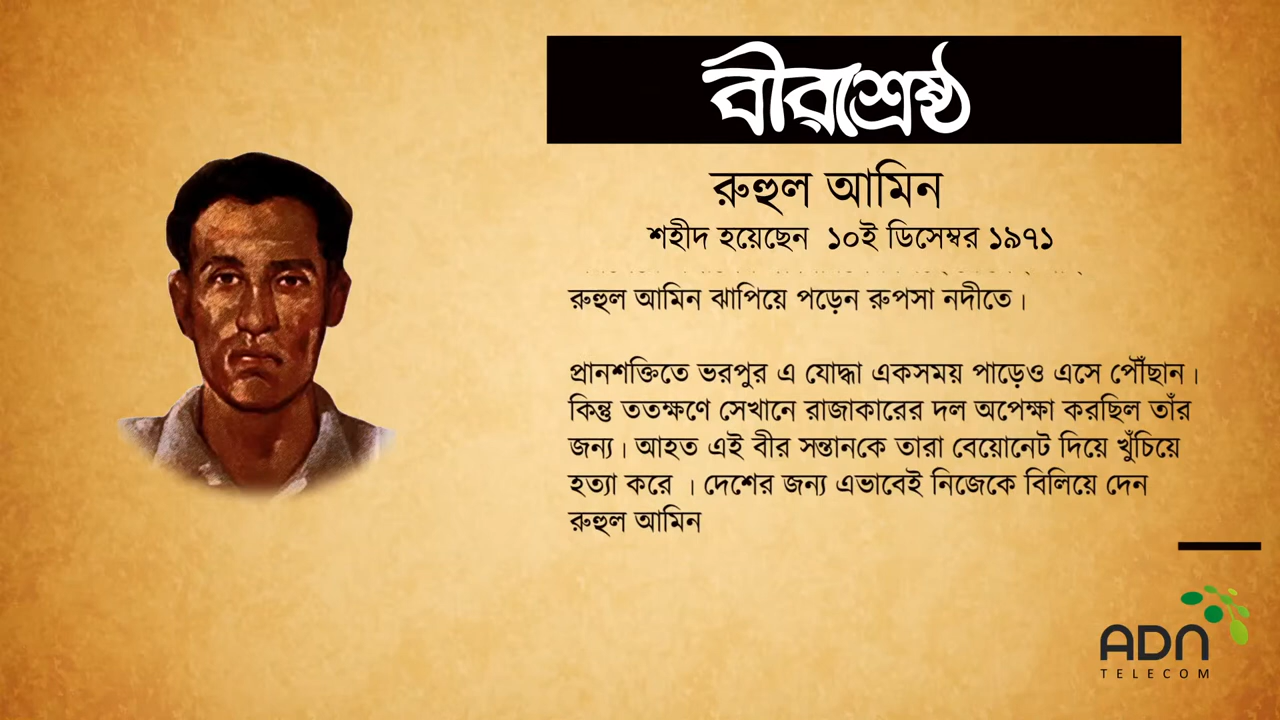 বীরশ্রেষ্ঠ
রুহুল আমিন
শহীদ হয়েছেন ১০ই ডিসেম্বর ১৯৭১
রুহুল আমিন ঝাপিয়ে পড়েন রুপসা নদীতে।
প্রানশক্তিতে ভরপুর এ যোদ্ধা একসময় পাড়েও এসে পৌঁছান।
কিন্তু ততক্ষণে সেখানে রাজাকারের দল অপেক্ষা করছিল তাঁর
জন্য। আহত এই বীর সন্তানকে তারা বেয়োনেট দিয়ে খুঁচিয়ে
হত্যা করে । দেশের জন্য এভাবেই নিজেকে বিলিয়ে দেন
রুহুল আমিন
ADN
TELECOM